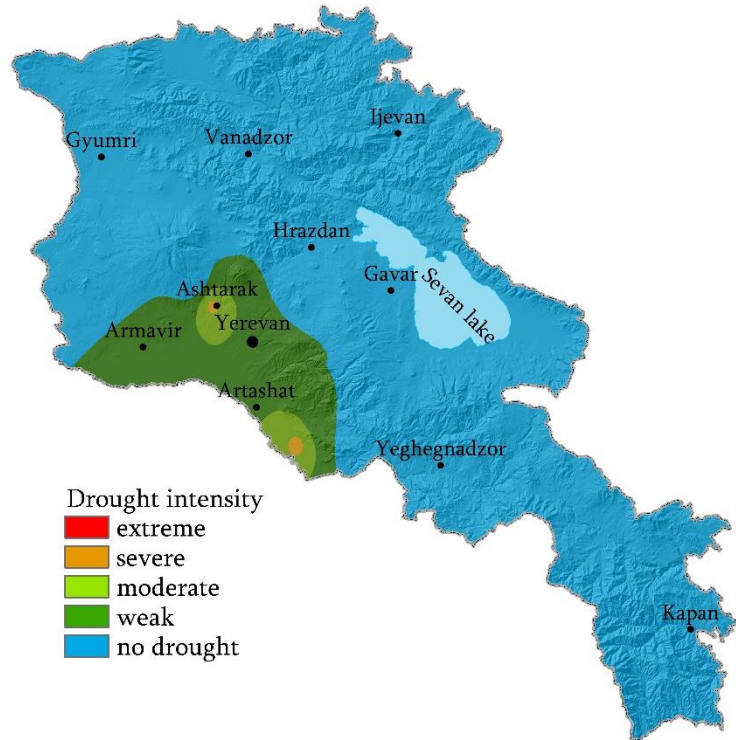 Ijevan
Gyumri
Vanadzor
Hrazdan
Gavar
Sevan lake
Ashtarak
Armavir
Yerevan
Artashat
Yeghegnadzor
Kapan
Drought intensity
extreme
severe
moderate
weak
no drought